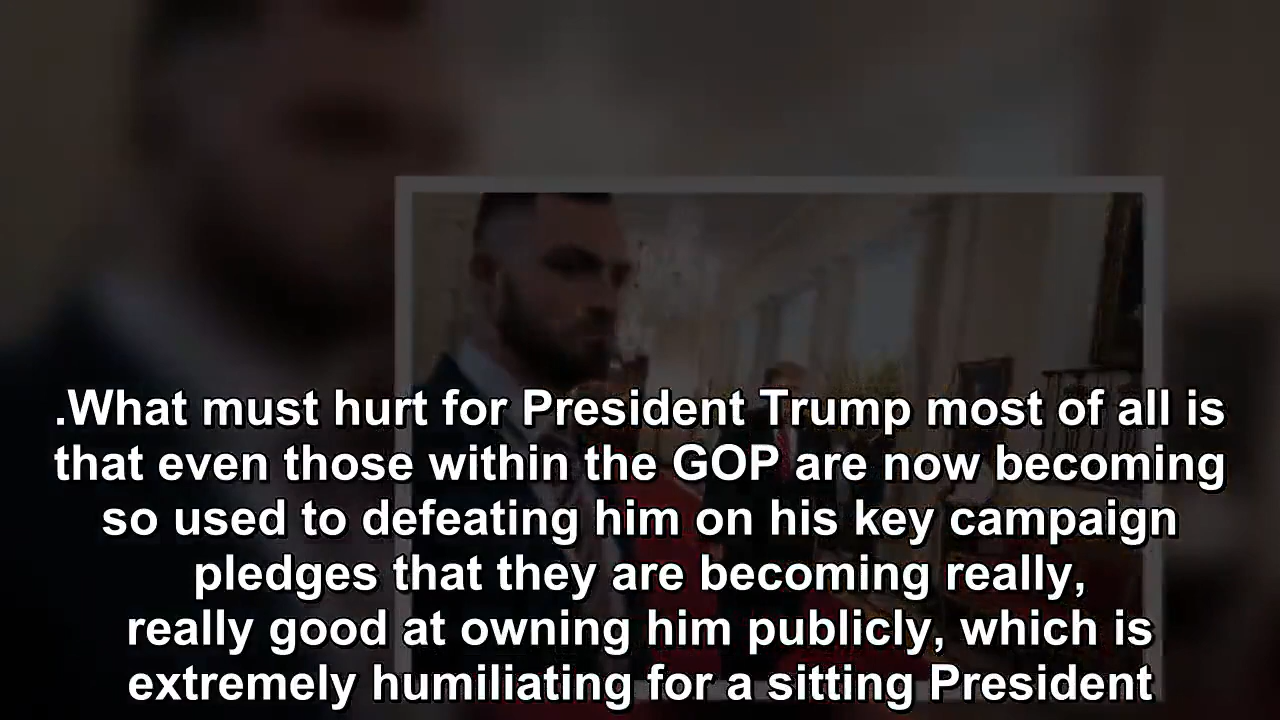 .What must hurt for President Trump most of all is
that even those within the GOP are now becoming
so used to defeating him on his key campaign
pledges that they are becoming really,
really good at owning him publicly, which is
extremely humiliating for a sitting President